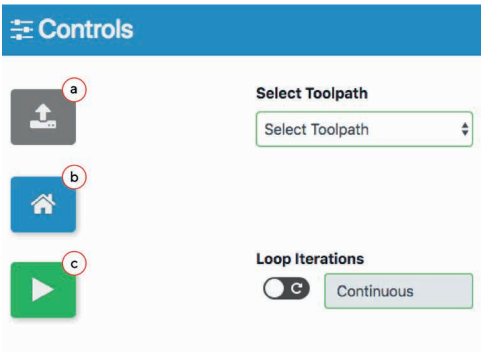 Controls
a
Select Toolpath
Select Toolpath
b
c
Loop Iterations
Continuous